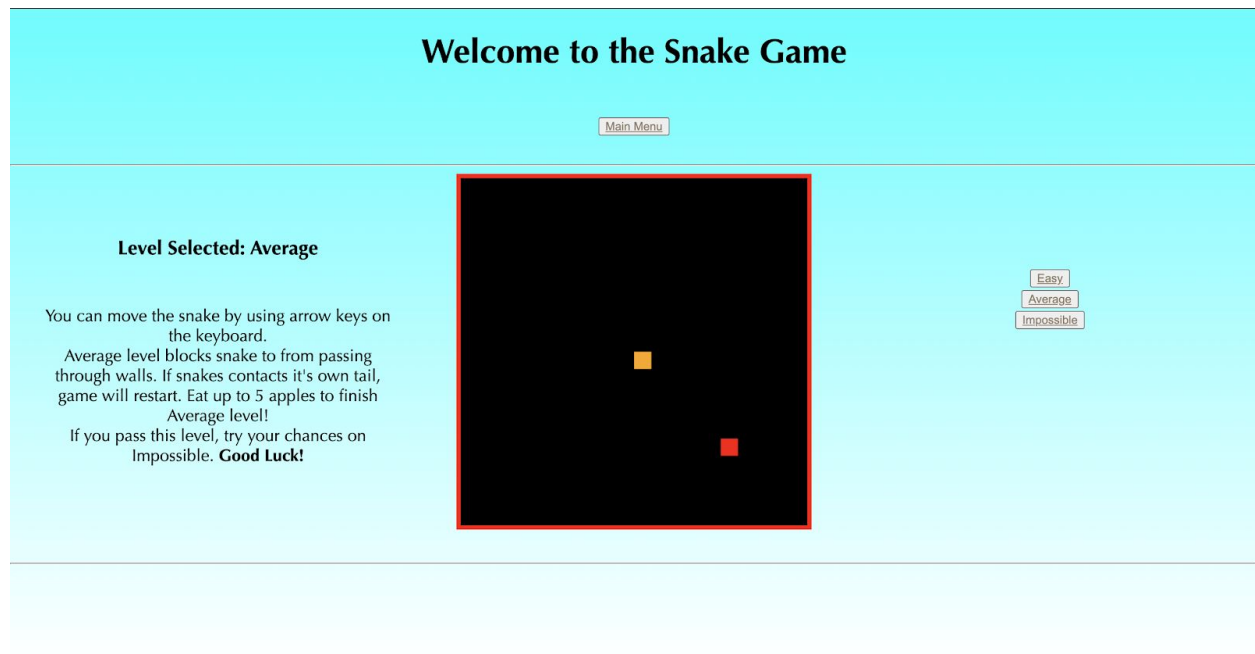 Welcome to the Snake Game
Main Menu
Level Selected: Average
You can move the snake by using arrow keys on
the keyboard.
Average level blocks snake to from passing
through walls. If snakes contacts it's own tail,
game will restart. Eat up to 5 apples to finish
Average level!
If you pass this level, try your chances on
Impossible. Good Luck!
Easy
Average
Impossible